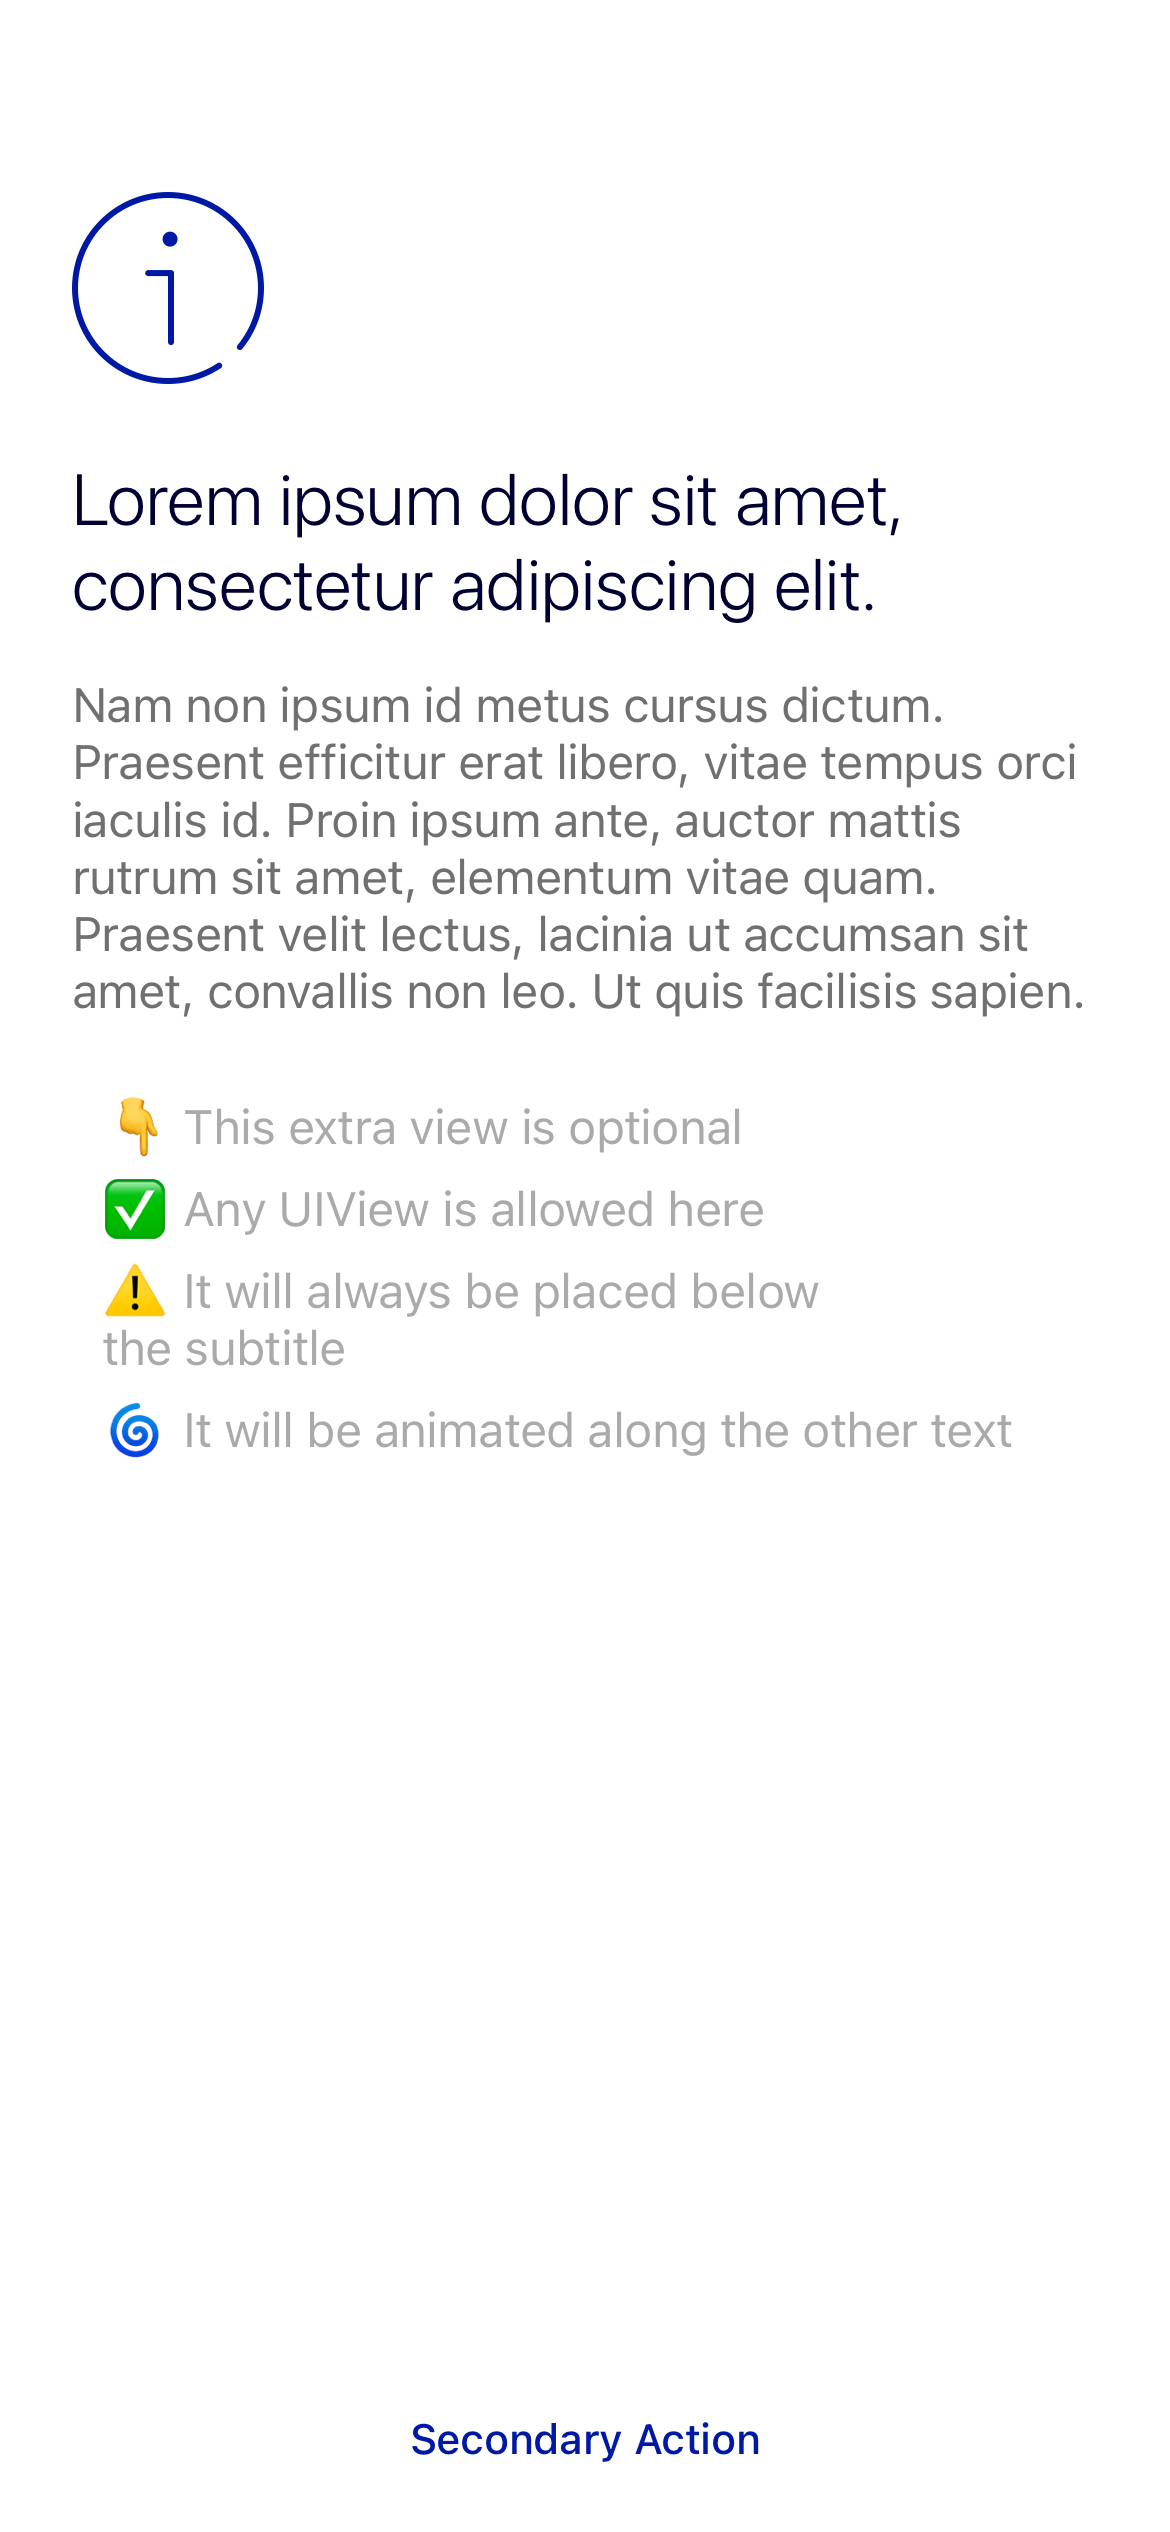 Lorem ipsum dolor sit amet,
consectetur adipiscing elit.
Nam non ipsum id metus cursus dictum.
Praesent efficitur erat libero, vitae tempus orci
iaculis id. Proin ipsum ante, auctor mattis
rutrum sit amet, elementum vitae quam.
Praesent velit lectus, lacinia ut accumsan sit
amet, convallis non leo. Ut quis facilisis sapien.
👇 This extra view is optional
✅ Any UIView is allowed here
⚠️ It will always be placed below
the subtitle
🌀 It will be animated along the other text
Secondary Action